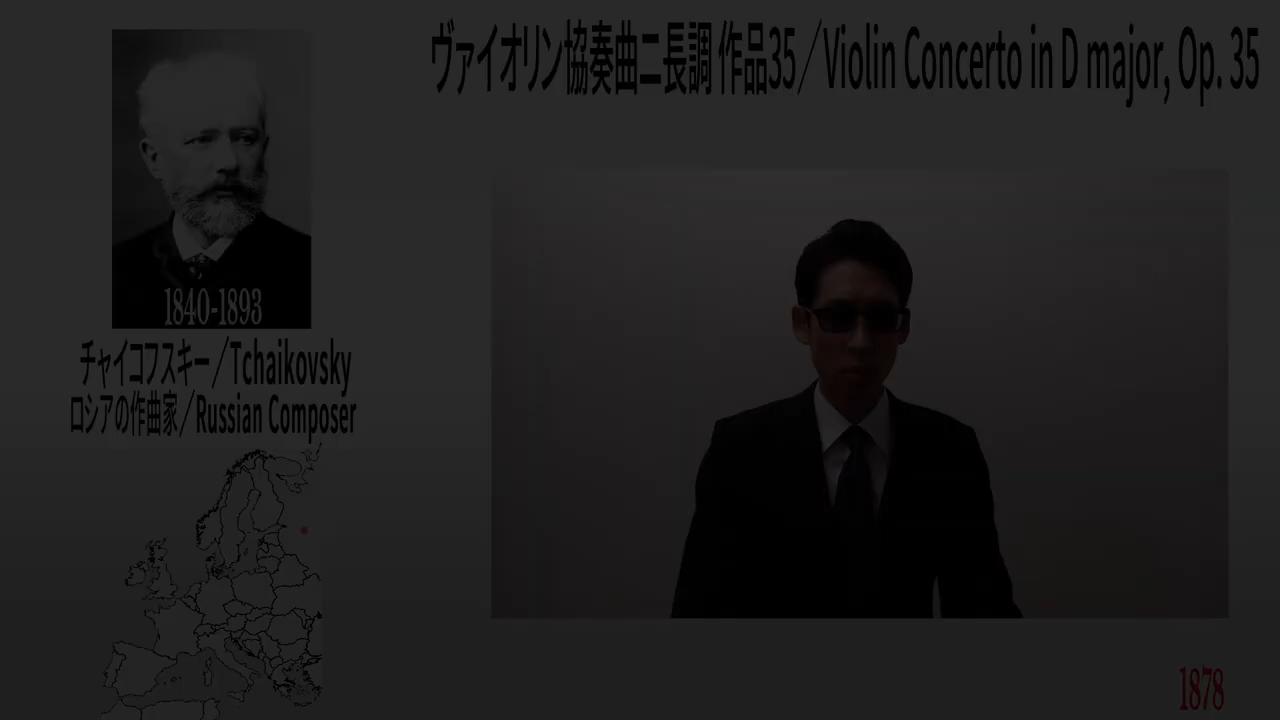 ヴァイオリン協奏曲ニ長調 作品35／Violin Concerto in D major, Op. 35
1840-1893
チャイコフスキー／Tchaikovsky
ロシアの作曲家／Russian Composer
1878